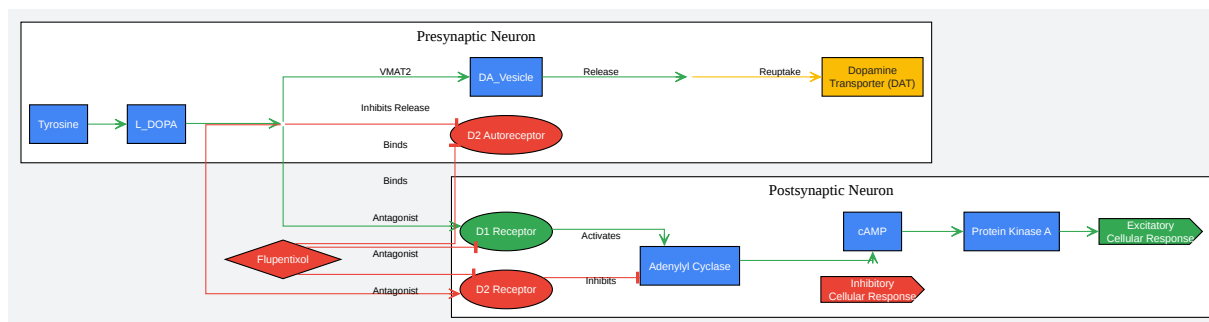 Presynaptic Neuron
VMAT2
DA_Vesicle
Release
Reuptake
Dopamine
Transporter (DAT)
Tyrosine
L_DOPA
Inhibits Release
D2 Autoreceptor
Binds
Binds
Postsynaptic Neuron
Antagonist
D1 Receptor
Activates
cAMP
Protein Kinase A
Excitatory
Cellular Response
Flupentixol
Antagonist
Adenylyl Cyclase
Inhibits
Antagonist
D2 Receptor
Inhibitory
Cellular Response